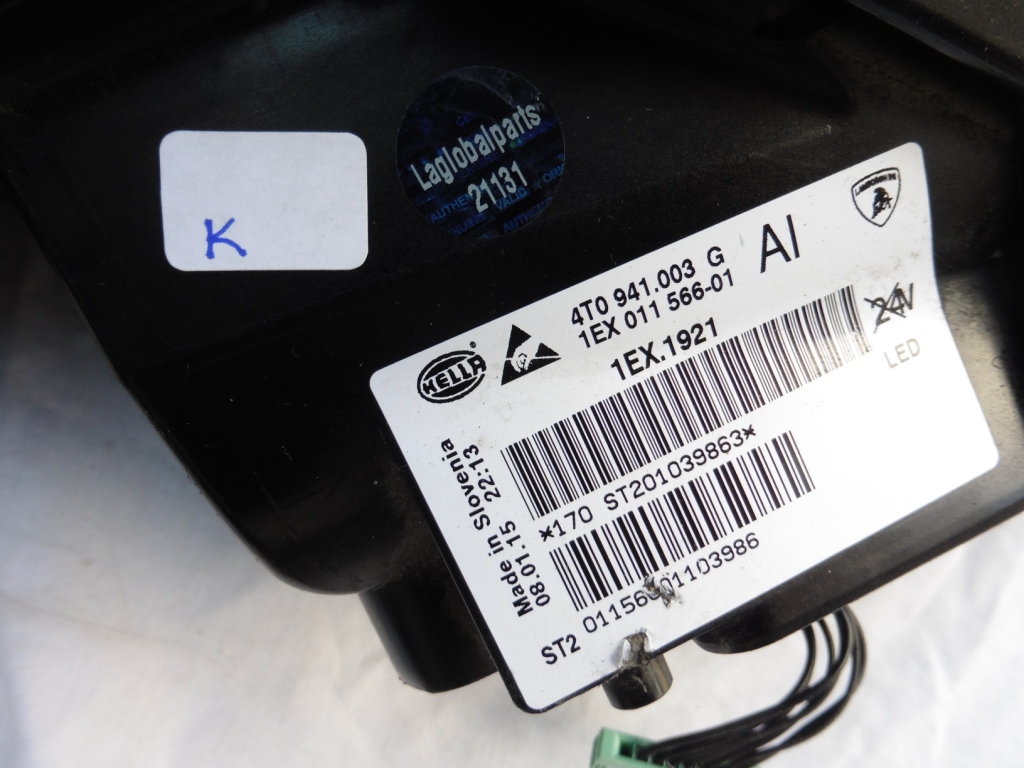 K
Laglobalparts
21131
LAMBORGHINI
4T0 941.003 G
AI
1EX 011 566-01
1EX.1921
HELLA
24V
LED
*170 ST201039863*
Made in Slovenia
08.01.15 22:13
ST2